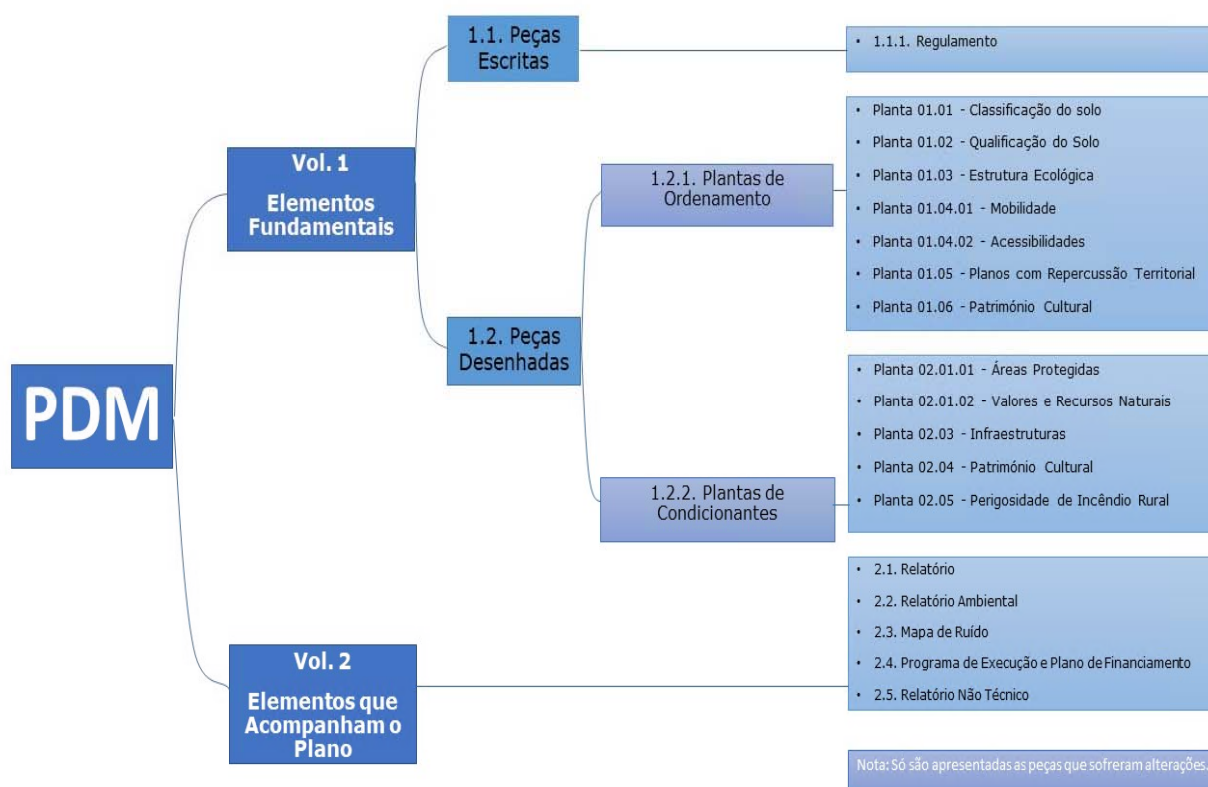 PDM
Vol. 1
Elementos
Fundamentais
1.1. Peças
Escritas
• 1.1.1. Regulamento
1.2. Peças
Desenhadas
1.2.1. Plantas de
Ordenamento
• Planta 01.01 - Classificação do solo
• Planta 01.02 - Qualificação do Solo
• Planta 01.03 - Estrutura Ecológica
• Planta 01.04.01 - Mobilidade
• Planta 01.04.02 - Acessibilidades
• Planta 01.05 - Planos com Repercussão Territorial
• Planta 01.06 - Património Cultural
1.2.2. Plantas de
Condicionantes
• Planta 02.01.01 - Áreas Protegidas
• Planta 02.01.02 - Valores e Recursos Naturais
• Planta 02.03 - Infraestruturas
• Planta 02.04 - Património Cultural
• Planta 02.05 - Perigosidade de Incêndio Rural
Vol. 2
Elementos que
Acompanham o
Plano
• 2.1. Relatório
• 2.2. Relatório Ambiental
• 2.3. Mapa de Ruído
• 2.4. Programa de Execução e Plano de Financiamento
• 2.5. Relatório Não Técnico
Nota: Só são apresentadas as peças que sofreram alterações.